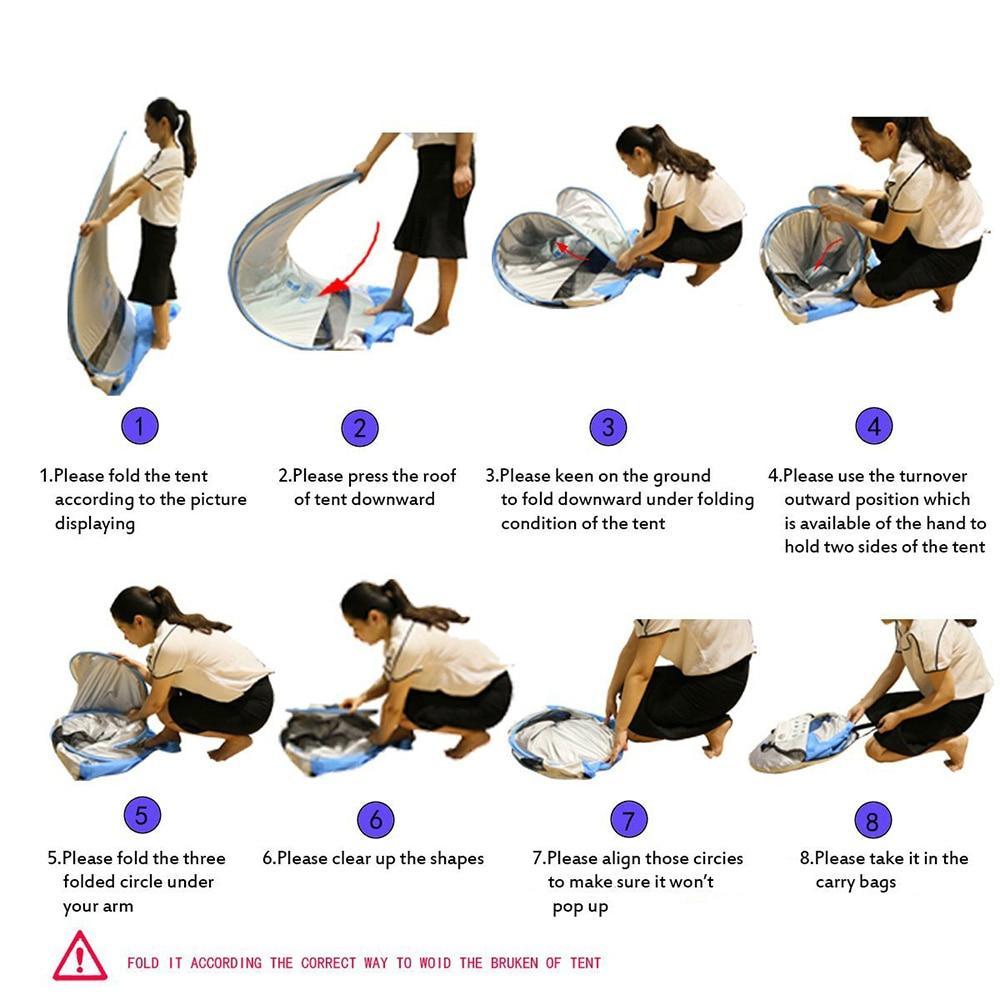 1
2
3
4
1.Please fold the tent
according to the picture
displaying
2.Please press the roof
of tent downward
3.Please keen on the ground
to fold downward under folding
condition of the tent
4.Please use the turnover
outward position which
is available of the hand to
hold two sides of the tent
5
6
7
8
5.Please fold the three
folded circle under
your arm
6.Please clear up the shapes
7.Please align those circies
to make sure it won't
pop up
8.Please take it in the
carry bags
FOLD IT ACCORDING THE CORRECT WAY TO WOID THE BRUKEN OF TENT